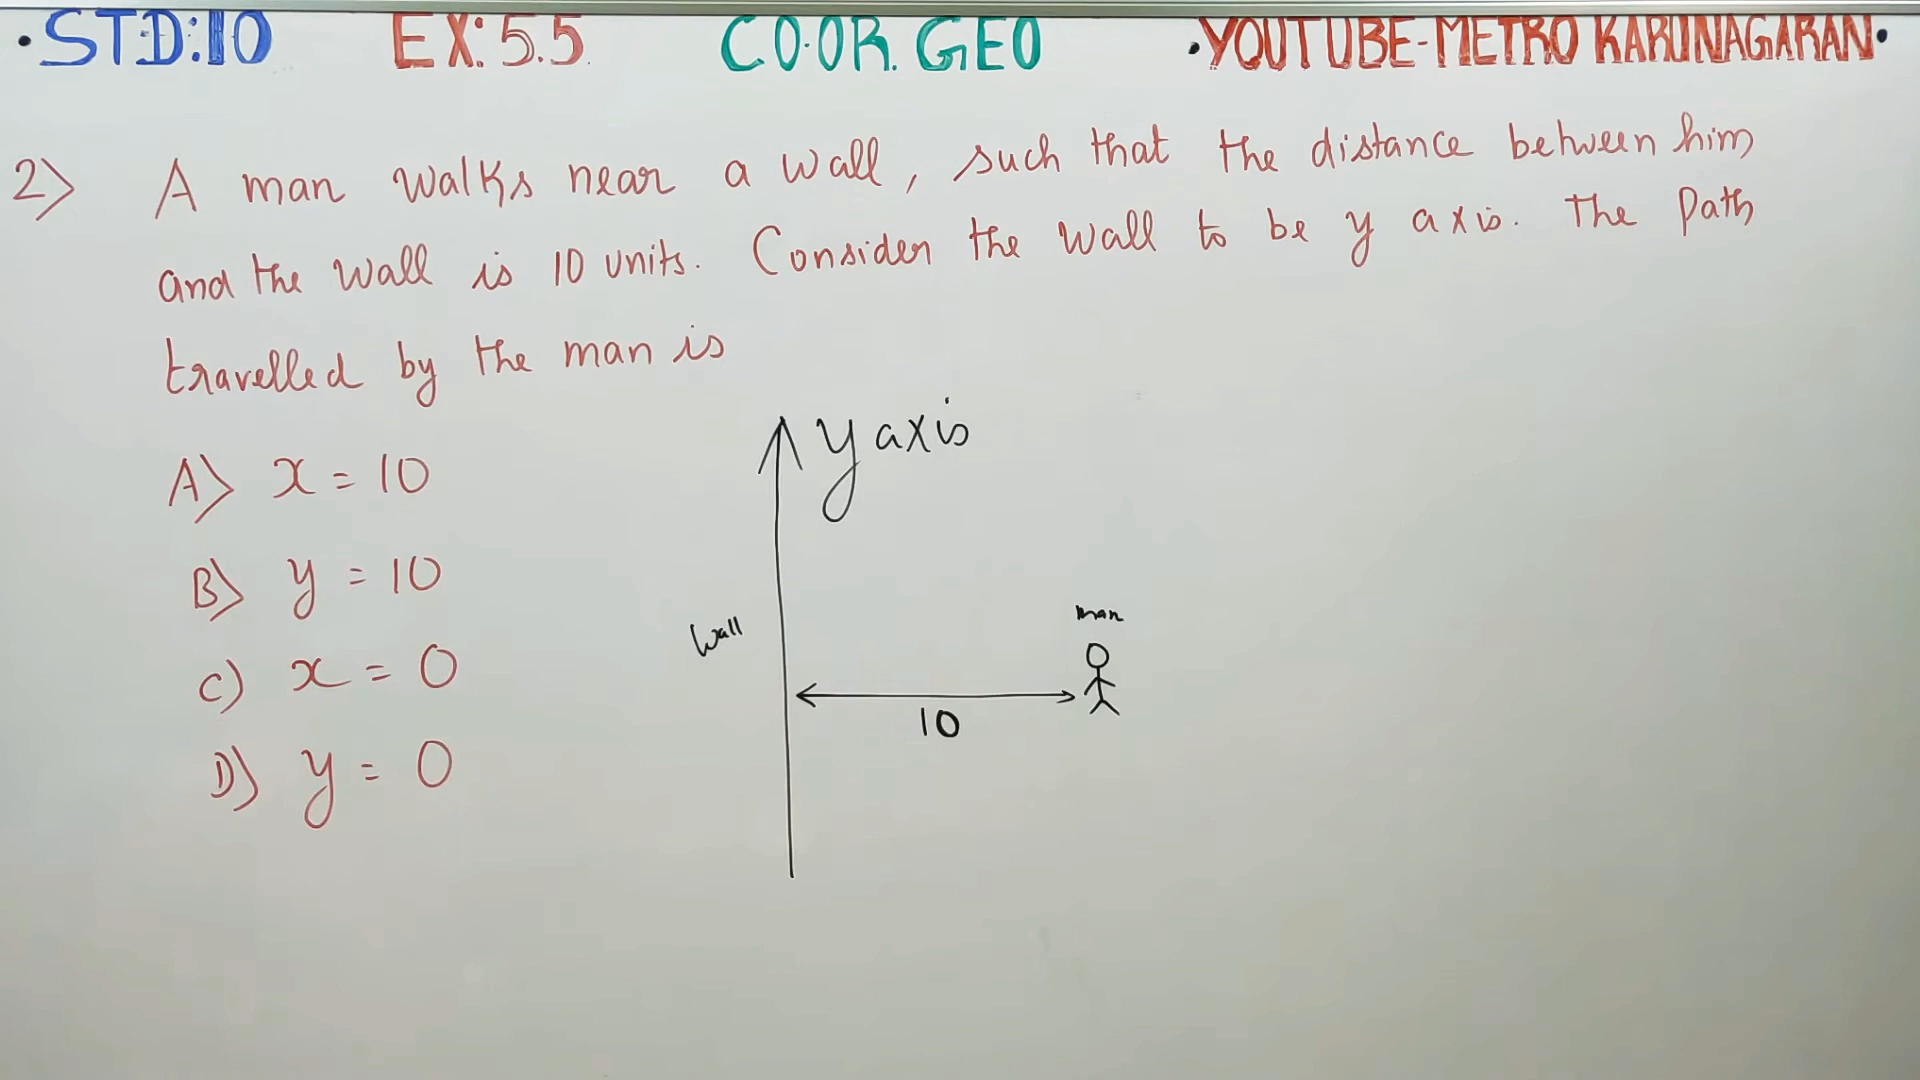 •STD:10 EX:5.5 CO.OR.GEO •YOUTUBE-METRO KARUNAGARAN•
2> A man walks near a wall, such that the distance between him
and the wall is 10 units. Consider the wall to be y axis. The path
travelled by the man is
A> x = 10
B> y = 10
C) x = 0
D) y = 0
y axis
wall
man
10